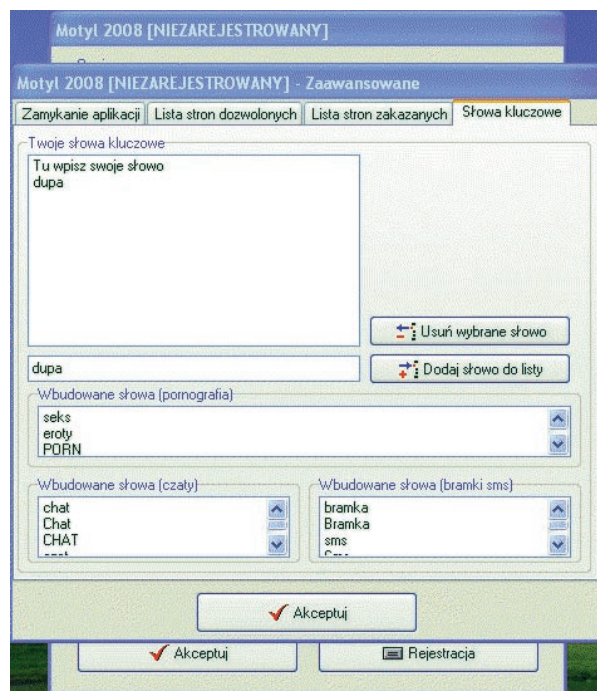 Motyl 2008 [NIEZAREJESTROWANY]
Motyl 2008 [NIEZAREJESTROWANY] - Zaawansowane
Zamykanie aplikacji Lista stron dozwolonych Lista stron zakazanych Słowa kluczowe
Twoje słowa kluczowe
Tu wpisz swoje słowo
dupa
Usuń wybrane słowo
dupa
Dodaj słowo do listy
Wbudowane słowa (pornografia)
seks
eroty
PORN
Wbudowane słowa (czaty)
chat
Chat
CHAT
Wbudowane słowa (bramki sms)
bramka
Bramka
sms
Akceptuj
Akceptuj
Rejestracja